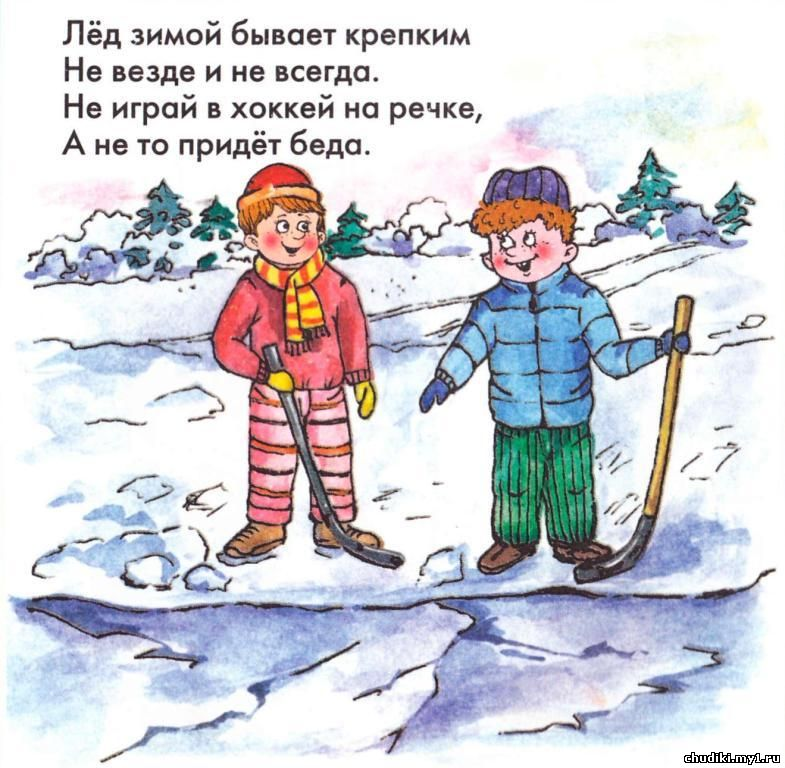 Лёд зимой бывает крепким
Не везде и не всегда.
Не играй в хоккей на речке,
А не то придёт беда.
chudiki.my1.ru